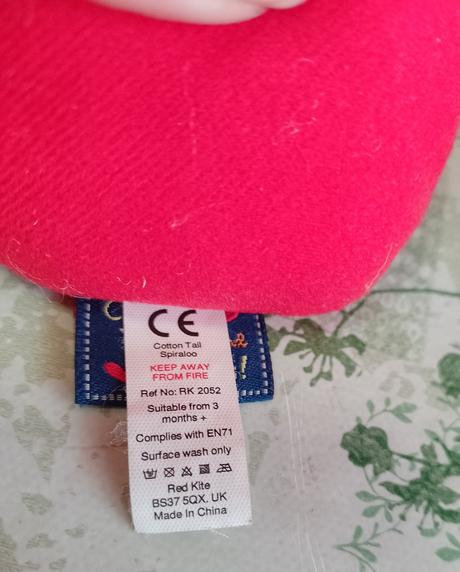 CE
Cotton Tail
Spiraloo
KEEP AWAY
FROM FIRE
Ref No: RK 2052
Suitable from 3
months +
Complies with EN71
Surface wash only
Red Kite
BS37 5QX. UK
Made In China